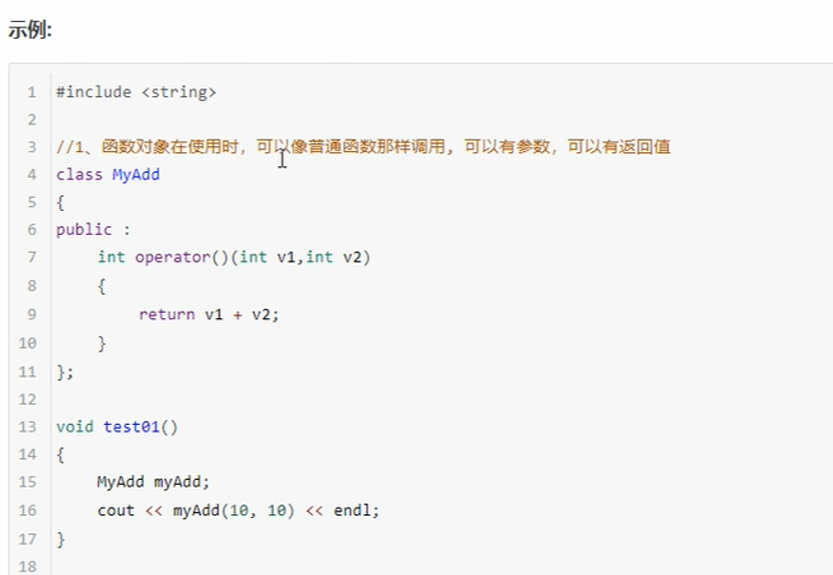 示例:
1 #include <string>
2
3 //1、函数对象在使用时，可以像普通函数那样调用，可以有参数，可以有返回值
4 class MyAdd
5 {
6 public :
7     int operator()(int v1,int v2)
8     {
9         return v1 + v2;
10     }
11 };
12
13 void test01()
14 {
15     MyAdd myAdd;
16     cout << myAdd(10, 10) << endl;
17 }
18